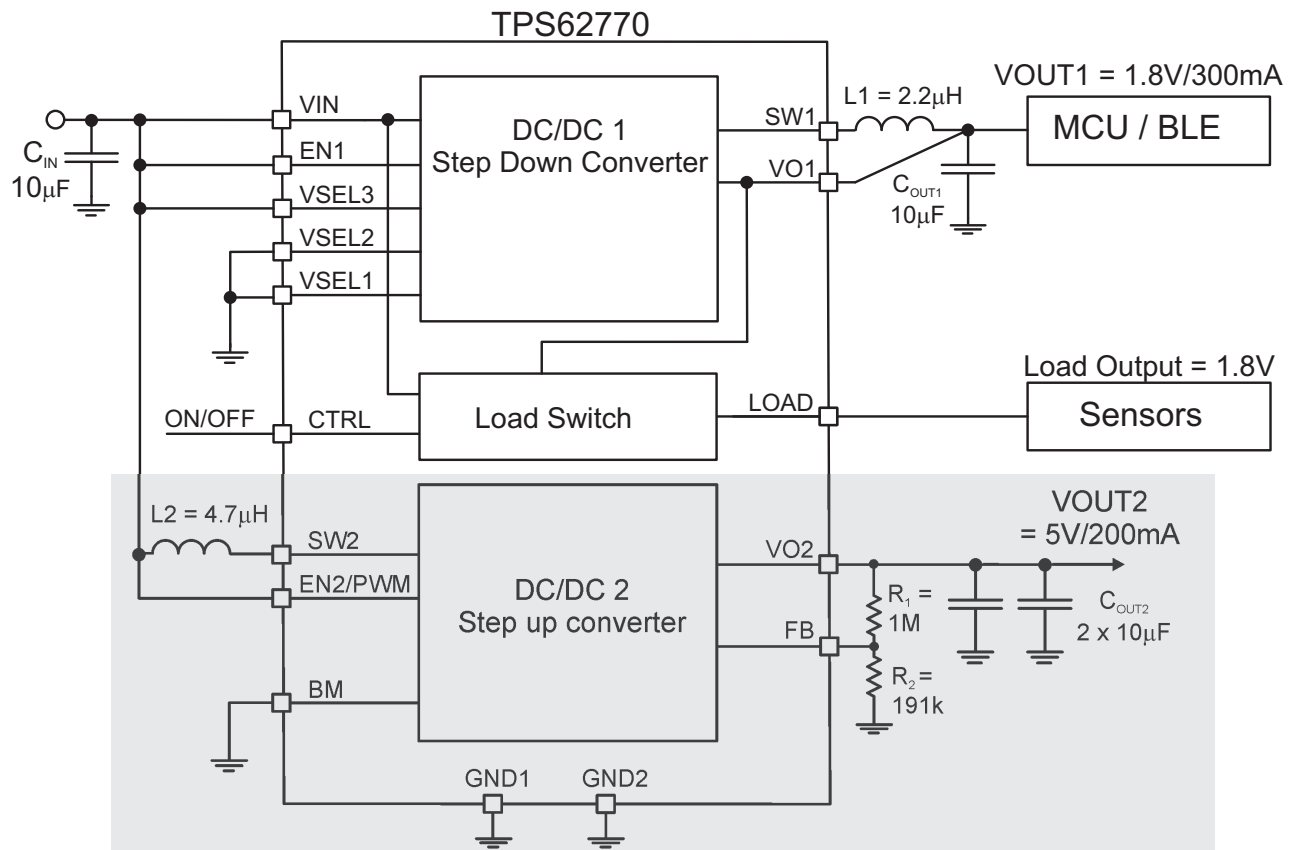 TPS62770
VOUT1 = 1.8V/300mA
L1 = 2.2μH
VIN
SW1
DC/DC 1
Step Down Converter
MCU / BLE
CIN
10μF
EN1
VO1
VSEL3
COUT1
10μF
VSEL2
VSEL1
Load Output = 1.8V
ON/OFF
CTRL
Load Switch
LOAD
Sensors
L2 = 4.7μH
VOUT2
= 5V/200mA
SW2
VO2
EN2/PWM
DC/DC 2
Step up converter
R1 =
1M
COUT2
2 x 10μF
FB
BM
R2 =
191k
GND1
GND2